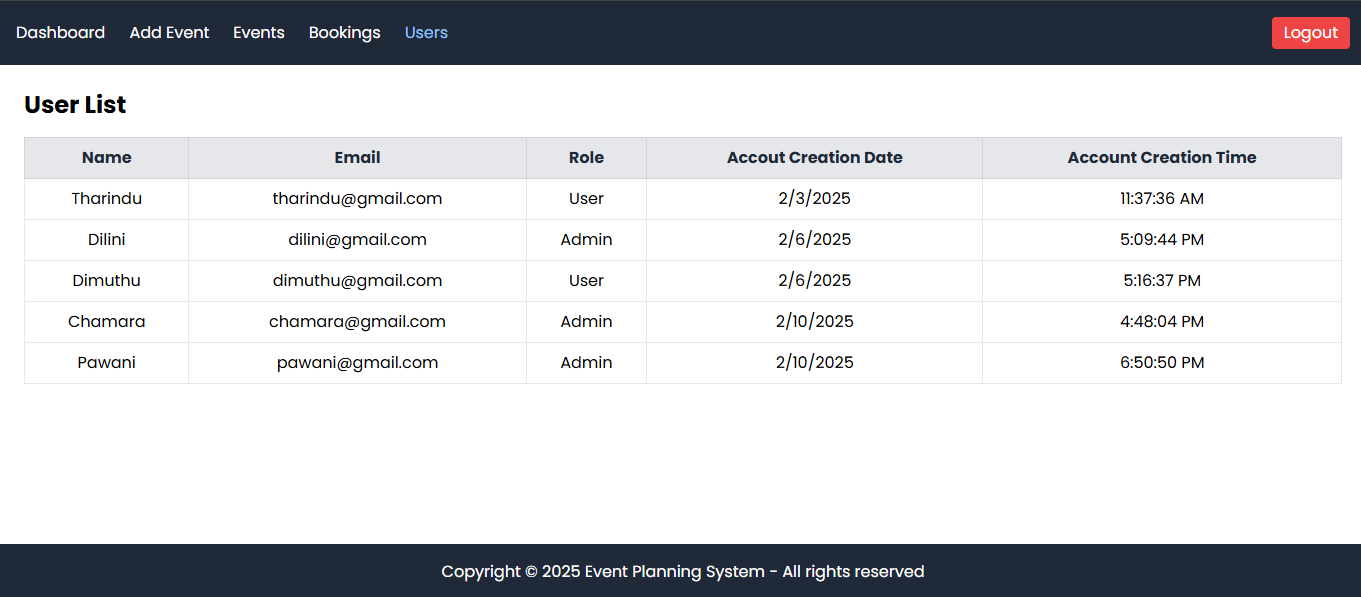 Dashboard Add Event Events Bookings Users Logout
User List
Name Email Role Accout Creation Date Account Creation Time
Tharindu tharindu@gmail.com User 2/3/2025 11:37:36 AM
Dilini dilini@gmail.com Admin 2/6/2025 5:09:44 PM
Dimuthu dimuthu@gmail.com User 2/6/2025 5:16:37 PM
Chamara chamara@gmail.com Admin 2/10/2025 4:48:04 PM
Pawani pawani@gmail.com Admin 2/10/2025 6:50:50 PM
Copyright © 2025 Event Planning System - All rights reserved